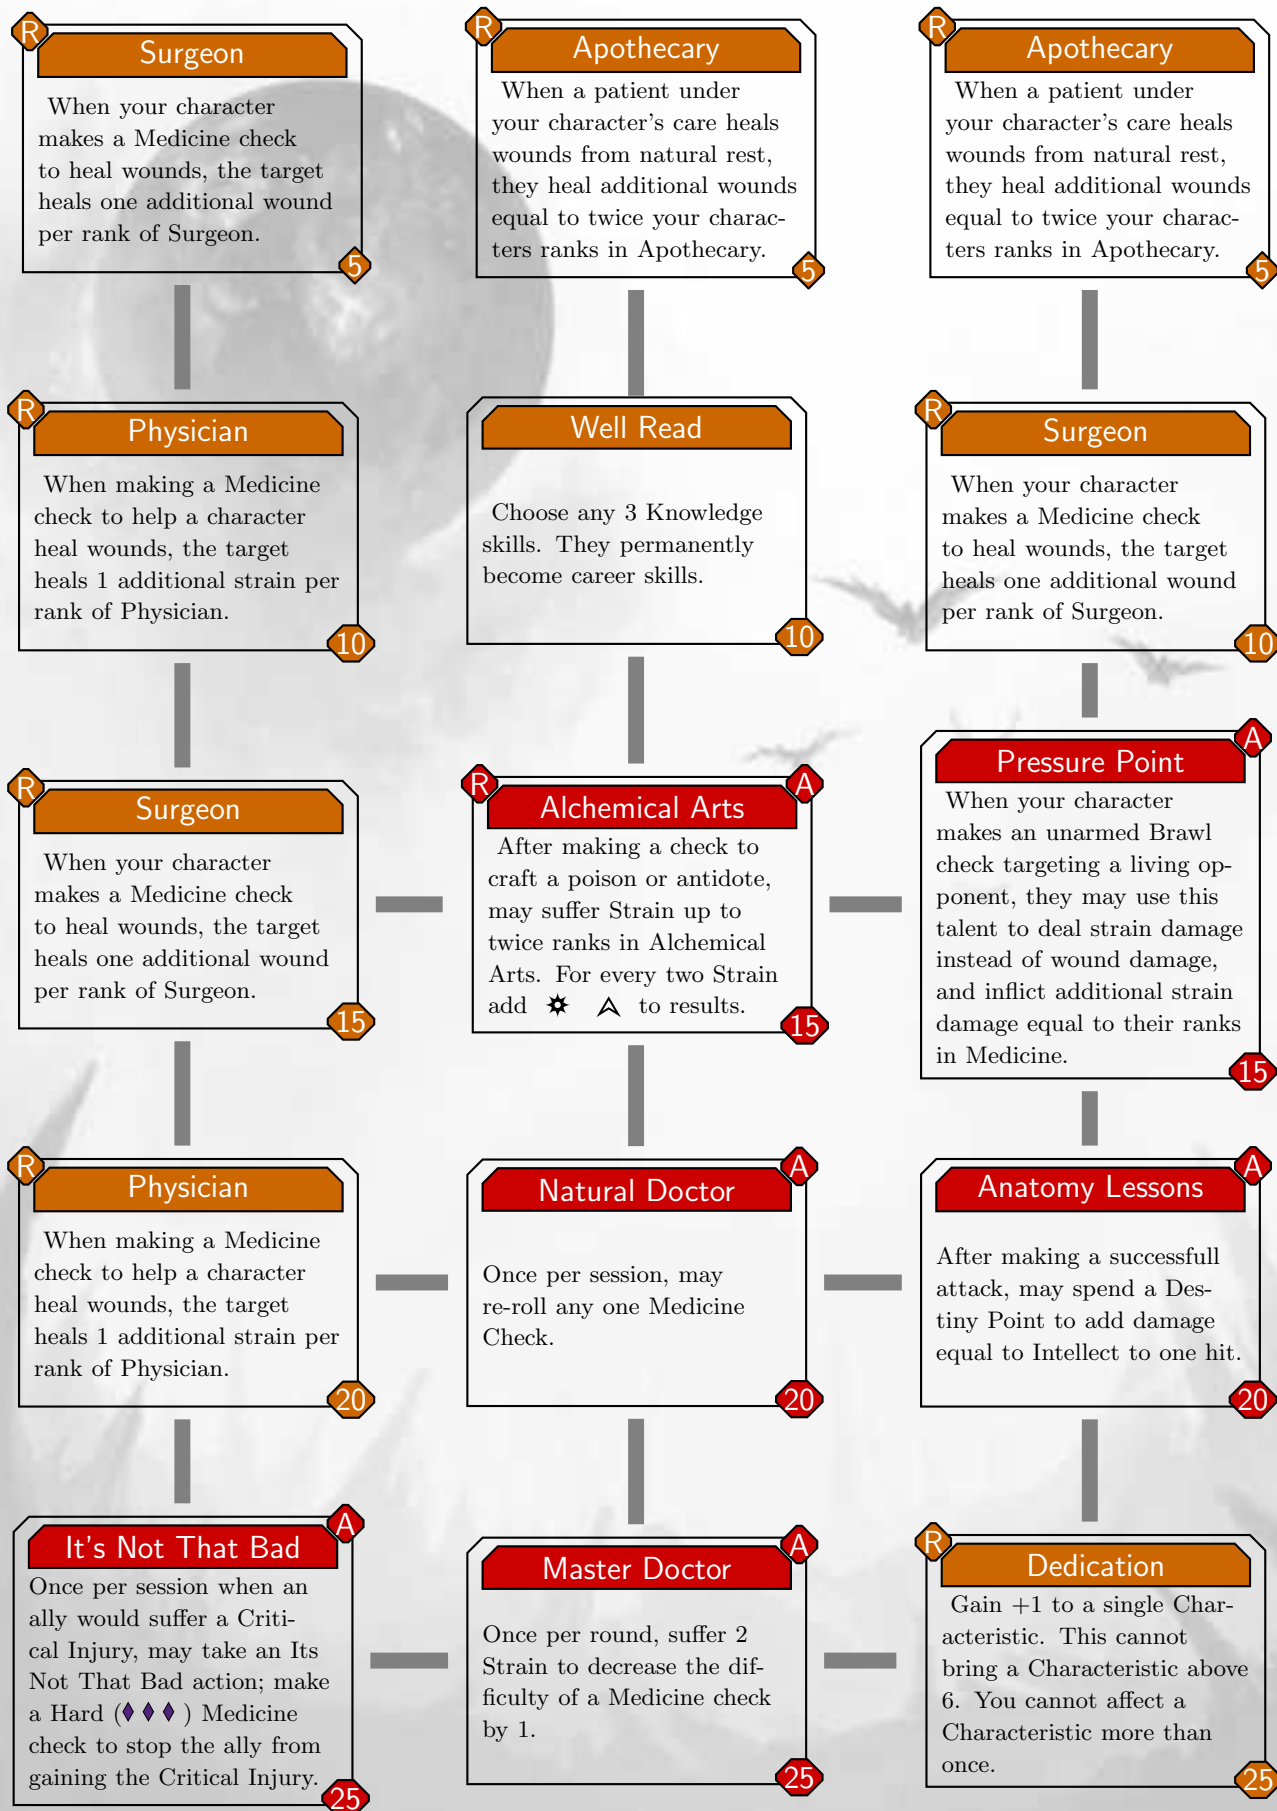 R
Surgeon
When your character
makes a Medicine check
to heal wounds, the target
heals one additional wound
per rank of Surgeon.
5
R
Apothecary
When a patient under
your character's care heals
wounds from natural rest,
they heal additional wounds
equal to twice your charac-
ters ranks in Apothecary.
5
R
Apothecary
When a patient under
your character's care heals
wounds from natural rest,
they heal additional wounds
equal to twice your charac-
ters ranks in Apothecary.
5
R
Physician
When making a Medicine
check to help a character
heal wounds, the target
heals 1 additional strain per
rank of Physician.
10
Well Read
Choose any 3 Knowledge
skills. They permanently
become career skills.
10
R
Surgeon
When your character
makes a Medicine check
to heal wounds, the target
heals one additional wound
per rank of Surgeon.
10
R
Surgeon
When your character
makes a Medicine check
to heal wounds, the target
heals one additional wound
per rank of Surgeon.
15
R
A
Alchemical Arts
After making a check to
craft a poison or antidote,
may suffer Strain up to
twice ranks in Alchemical
Arts. For every two Strain
add to results.
15
A
Pressure Point
When your character
makes an unarmed Brawl
check targeting a living op-
ponent, they may use this
talent to deal strain damage
instead of wound damage,
and inflict additional strain
damage equal to their ranks
in Medicine.
15
R
Physician
When making a Medicine
check to help a character
heal wounds, the target
heals 1 additional strain per
rank of Physician.
20
A
Natural Doctor
Once per session, may
re-roll any one Medicine
Check.
20
A
Anatomy Lessons
After making a successfull
attack, may spend a Des-
tiny Point to add damage
equal to Intellect to one hit.
20
A
It's Not That Bad
Once per session when an
ally would suffer a Criti-
cal Injury, may take an Its
Not That Bad action; make
a Hard (♦ ♦ ♦ ) Medicine
check to stop the ally from
gaining the Critical Injury.
25
A
Master Doctor
Once per round, suffer 2
Strain to decrease the dif-
ficulty of a Medicine check
by 1.
25
R
Dedication
Gain +1 to a single Char-
acteristic. This cannot
bring a Characteristic above
6. You cannot affect a
Characteristic more than
once.
25